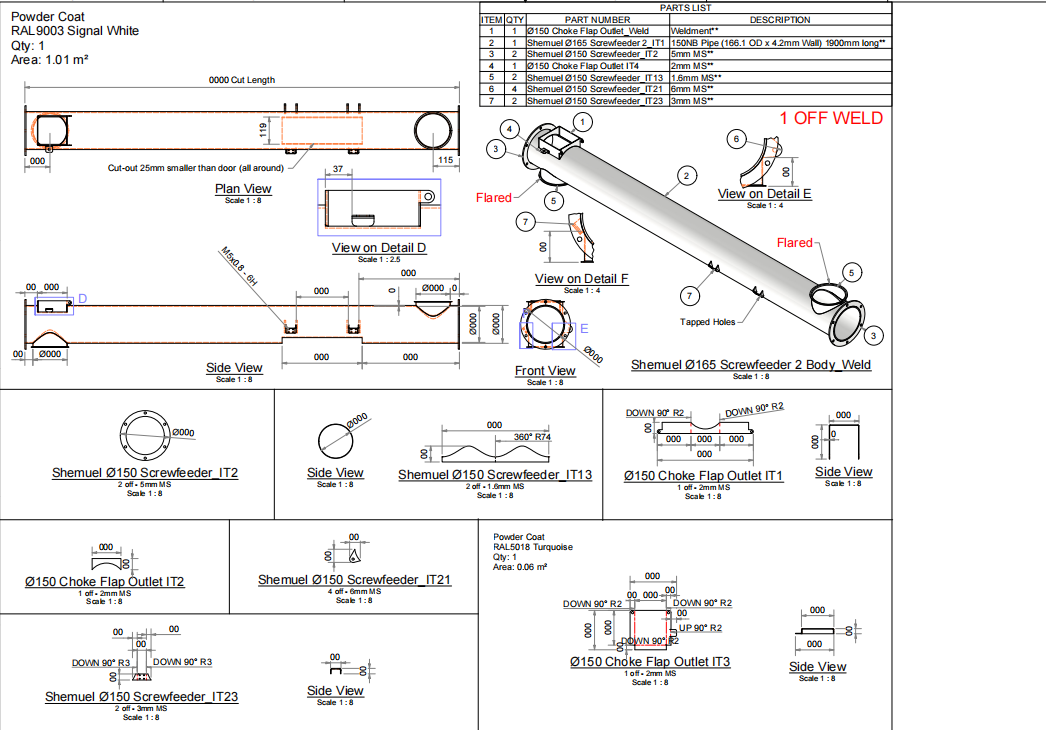 Powder Coat
RAL9003 Signal White
Qty: 1
Area: 1.01 m²
PARTS LIST
ITEM QTY PART NUMBER DESCRIPTION
1 1 Ø150 Choke Flap Outlet_Weld Weldment**
2 1 Shemuel Ø165 Screwfeeder 2_IT1 150NB Pipe (166.1 OD x 4.2mm Wall) 1900mm long**
3 2 Shemuel Ø150 Screwfeeder_IT2 5mm MS**
4 1 Ø150 Choke Flap Outlet IT4 2mm MS**
5 2 Shemuel Ø150 Screwfeeder_IT13 1.6mm MS**
6 4 Shemuel Ø150 Screwfeeder_IT21 6mm MS**
7 2 Shemuel Ø150 Screwfeeder_IT23 3mm MS**
1 OFF WELD
0000 Cut Length
119
000
115
Cut-out 25mm smaller than door (all around)
Plan View
Scale 1 : 8
37
View on Detail D
Scale 1 : 2.5
4
1
3
2
5
Flared
6
00
View on Detail E
Scale 1 : 4
7
00
View on Detail F
Scale 1 : 4
Flared
5
7
Tapped Holes
3
Shemuel Ø165 Screwfeeder 2 Body_Weld
Scale 1 : 8
M5x0.8 - 6H
00 000
D
000
000
0
Ø000 0
Ø000
Ø000
00 Ø000
000
000
Side View
Scale 1 : 8
E
Ø000
Front View
Scale 1 : 8
Ø000
Shemuel Ø150 Screwfeeder_IT2
2 off - 5mm MS
Scale 1 : 8
Ø000
Side View
Scale 1 : 8
000
360° R74
00
Shemuel Ø150 Screwfeeder_IT13
2 off - 1.6mm MS
Scale 1 : 8
DOWN 90° R2 DOWN 90° R2
00
000 000 000
000
Ø150 Choke Flap Outlet IT1
1 off - 2mm MS
Scale 1 : 8
000
000
0
Side View
Scale 1 : 8
000
00
Ø150 Choke Flap Outlet IT2
1 off - 2mm MS
Scale 1 : 8
00
00
Shemuel Ø150 Screwfeeder_IT21
4 off - 6mm MS
Scale 1 : 8
Powder Coat
RAL5018 Turquoise
Qty: 1
Area: 0.06 m²
000
00 000 00
DOWN 90° R2 DOWN 90° R2
00
000
000
UP 90° R2
DOWN 90° R2
00
Ø150 Choke Flap Outlet IT3
1 off - 2mm MS
Scale 1 : 8
000
00
000
Side View
Scale 1 : 8
00 00
00
DOWN 90° R3 DOWN 90° R3
00
Shemuel Ø150 Screwfeeder_IT23
2 off - 3mm MS
Scale 1 : 8
00
00
Side View
Scale 1 : 8